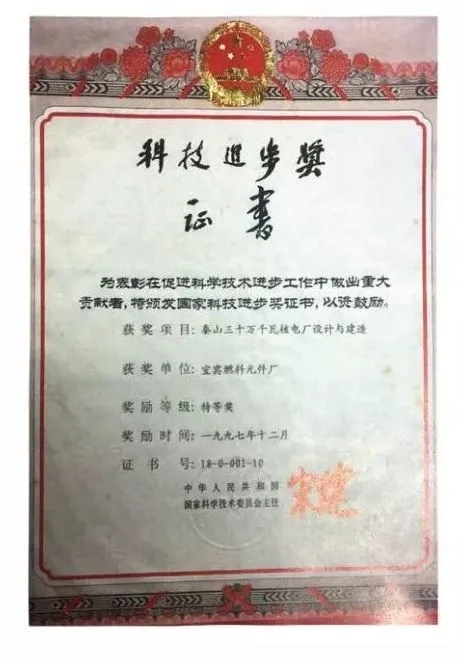 科技進步奬
证書
为表彰在促进科学技术进步工作中做出重大
贡献者，特颁发国家科技进步奖证书，以资鼓励。
获奖项目：秦山三十万千瓦核电厂设计与建造
获奖单位：宜宾燃料元件厂
奖励等级：特等奖
奖励时间：一九九七年十二月
证书号：18-0-001-10
中华人民共和国
国家科学技术委员会主任
宋健